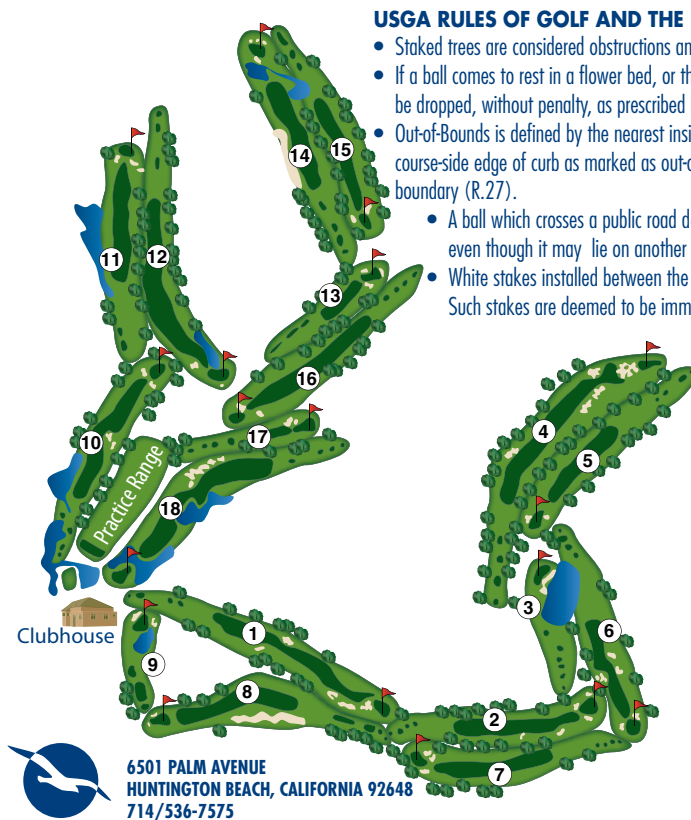 USGA RULES OF GOLF AND THE
• Staked trees are considered obstructions an
• If a ball comes to rest in a flower bed, or th
be dropped, without penalty, as prescribed
• Out-of-Bounds is defined by the nearest insi
course-side edge of curb as marked as out-o
boundary (R.27).
• A ball which crosses a public road d
even though it may lie on another
• White stakes installed between the
Such stakes are deemed to be imm
14
15
11
12
13
16
10
17
4
5
Practice Range
18
3
6
Clubhouse
1
9
8
2
7
6501 PALM AVENUE
HUNTINGTON BEACH, CALIFORNIA 92648
714/536-7575